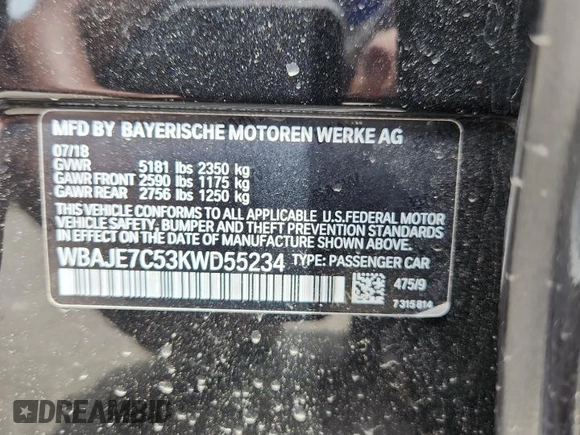 MFD BY BAYERISCHE MOTOREN WERKE AG
07/18
GVWR 5181 lbs 2350 kg
GAWR FRONT 2590 lbs 1175 kg
GAWR REAR 2756 lbs 1250 kg
THIS VEHICLE CONFORMS TO ALL APPLICABLE U.S.FEDERAL MOTOR
VEHICLE SAFETY, BUMPER AND THEFT PREVENTION STANDARDS
IN EFFECT ON THE DATE OF MANUFACTURE SHOWN ABOVE.
WBAJE7C53KWD55234 TYPE: PASSENGER CAR
475/9
7 315 814
DREAMBID